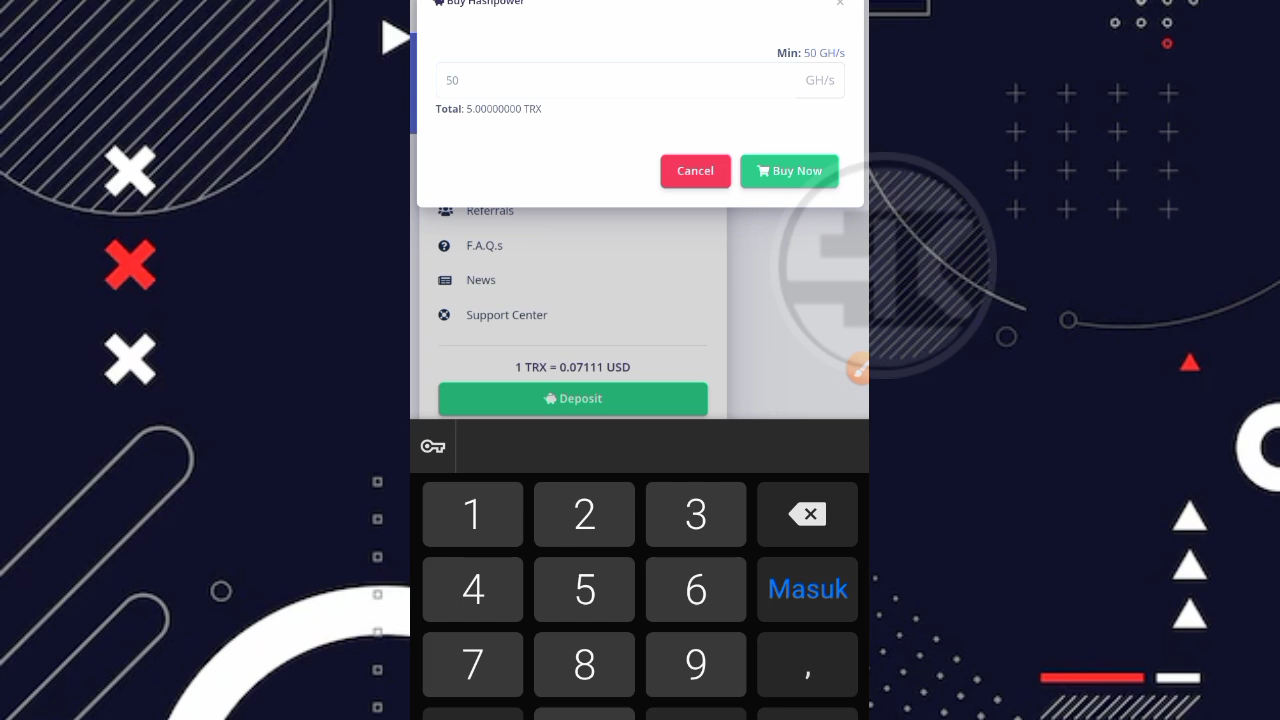 Buy Hashpower ×
Min: 50 GH/s
50 GH/s
Total: 5.00000000 TRX
Cancel Buy Now
Referrals
F.A.Q.s
News
Support Center
1 TRX = 0.07111 USD
Deposit
1 2 3
4 5 6 Masuk
7 8 9 ,